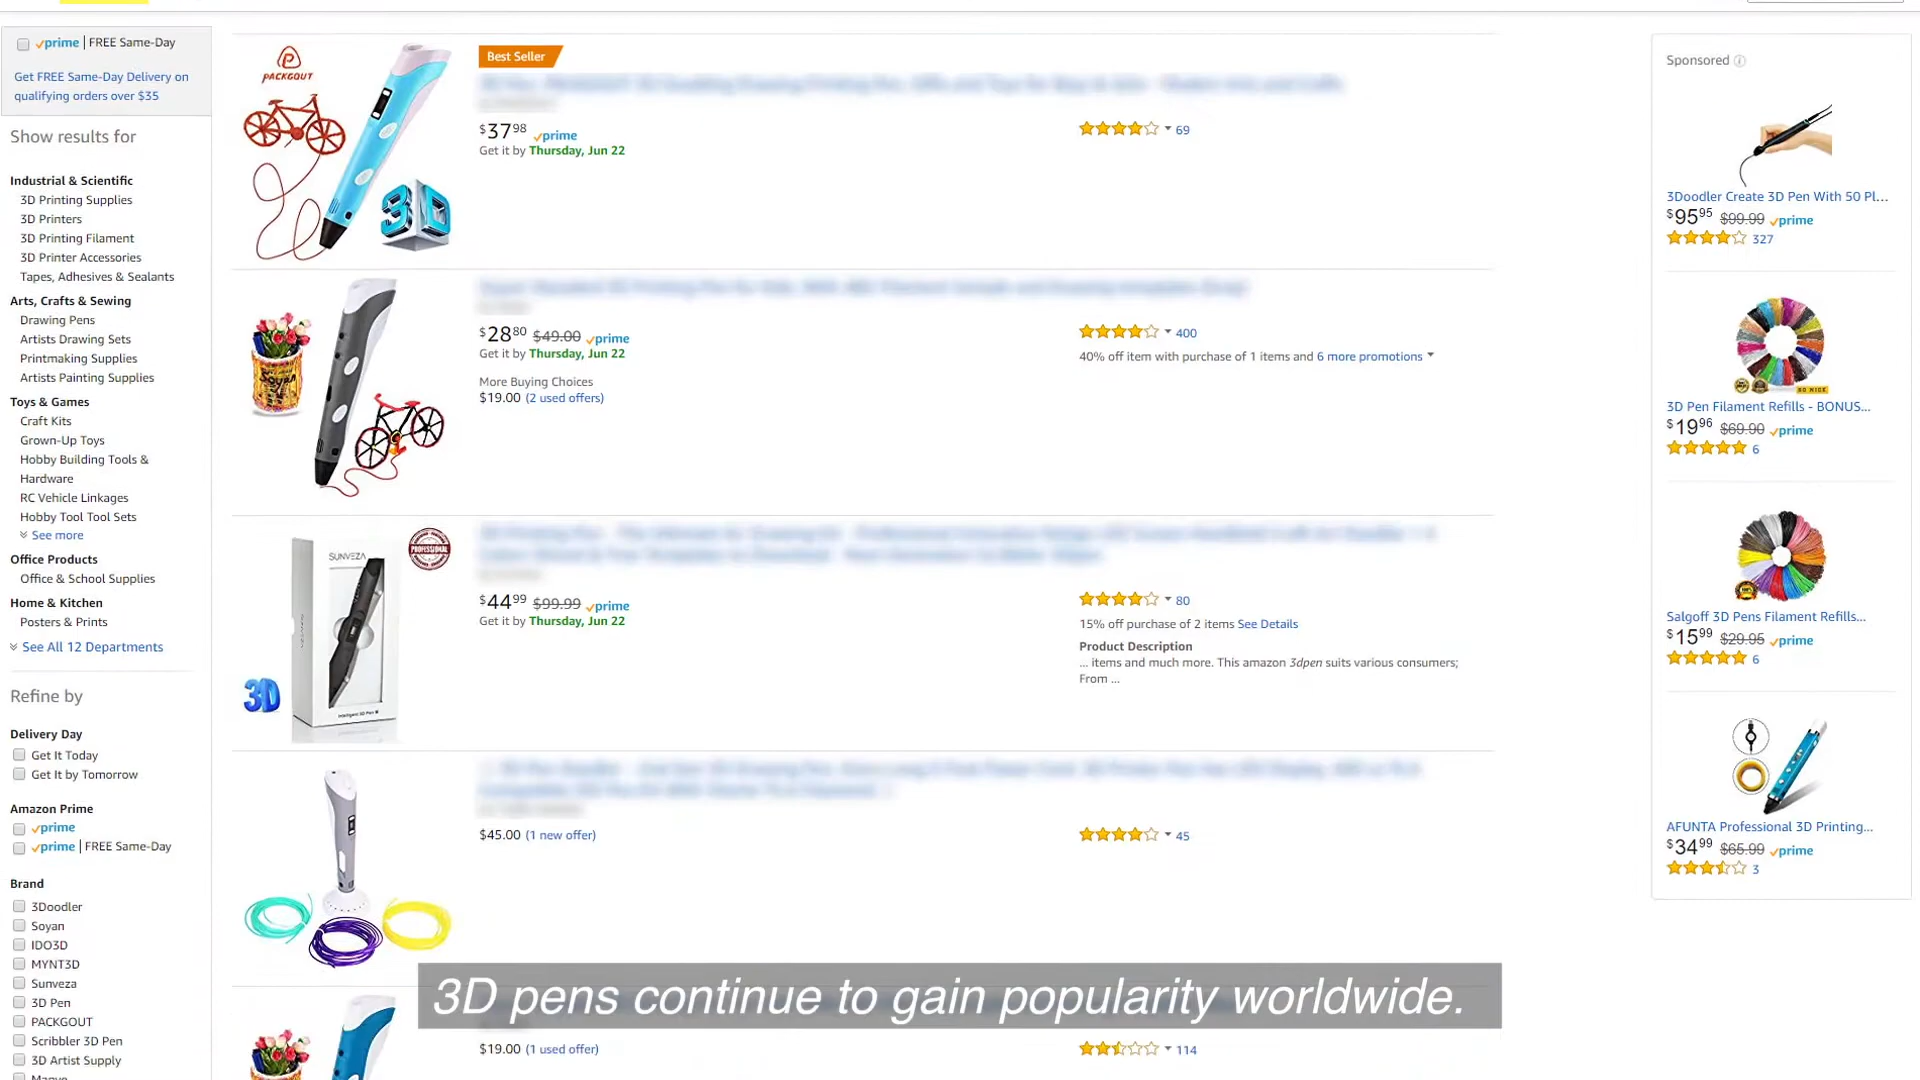 prime | FREE Same-Day
Get FREE Same-Day Delivery on
qualifying orders over $35
Show results for
Industrial & Scientific
3D Printing Supplies
3D Printers
3D Printing Filament
3D Printer Accessories
Tapes, Adhesives & Sealants
Arts, Crafts & Sewing
Drawing Pens
Artists Drawing Sets
Printmaking Supplies
Artists Painting Supplies
Toys & Games
Craft Kits
Grown-Up Toys
Hobby Building Tools &
Hardware
RC Vehicle Linkages
Hobby Tool Tool Sets
See more
Office Products
Office & School Supplies
Home & Kitchen
Posters & Prints
See All 12 Departments
Refine by
Delivery Day
Get It Today
Get It by Tomorrow
Amazon Prime
prime
prime | FREE Same-Day
Brand
3Doodler
Soyan
IDO3D
MYNT3D
Sunveza
3D Pen
PACKGOUT
Scribbler 3D Pen
3D Artist Supply
PACKGOUT
3D
Best Seller
$37 98 prime
Get it by Thursday, Jun 22
69
Soyan
$28 80 $49.00 prime
Get it by Thursday, Jun 22
More Buying Choices
$19.00 (2 used offers)
400
40% off item with purchase of 1 items and 6 more promotions
SUNVEZA
PROFESSIONAL
3D
$44 99 $99.99 prime
Get it by Thursday, Jun 22
80
15% off purchase of 2 items See Details
Product Description
... items and much more. This amazon 3dpen suits various consumers;
From ...
$45.00 (1 new offer)
45
3D pens continue to gain popularity worldwide.
$19.00 (1 used offer)
114
Sponsored
3Doodler Create 3D Pen With 50 Pl...
$95 95 $99.99 prime
327
3D Pen Filament Refills - BONUS...
$19 96 $69.90 prime
6
Salgoff 3D Pens Filament Refills...
$15 99 $29.95 prime
6
AFUNTA Professional 3D Printing...
$34 99 $65.99 prime
3